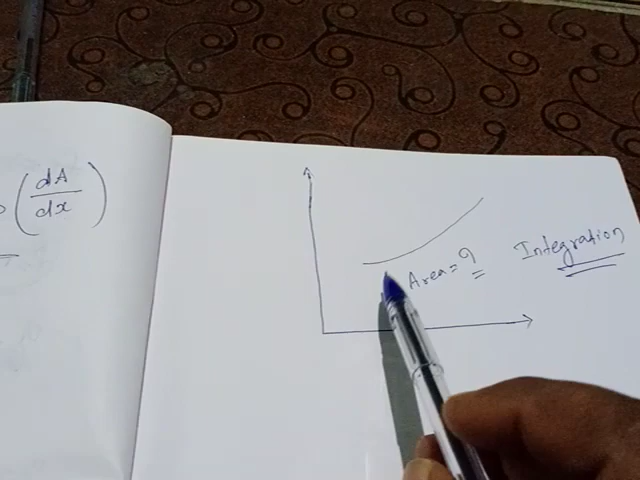 (dA/dx)
Area = ?
Integration